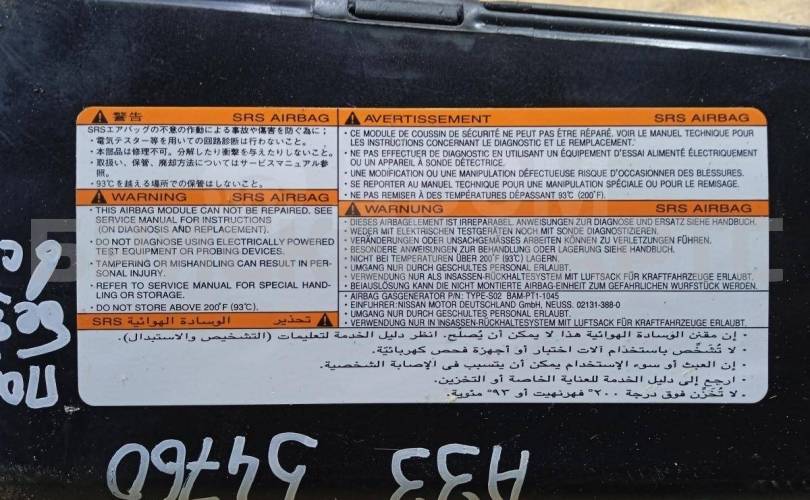 警告 SRS AIRBAG
SRSエアバッグの不意の作動による事故や傷害を防ぐ為に；
・電気テスター等を用いての回路診断は行わないこと。
・本部品は修理不可。分解したり衝撃を与えたりしないこと。
・取扱い、保管、廃却方法についてはサービスマニュアル参
照。
・93℃を越える場所での保管はしないこと。
WARNING SRS AIRBAG
• THIS AIRBAG MODULE CAN NOT BE REPAIRED. SEE
SERVICE MANUAL FOR INSTRUCTIONS
(ON DIAGNOSIS AND REPLACEMENT).
• DO NOT DIAGNOSE USING ELECTRICALLY POWERED
TEST EQUIPMENT OR PROBING DEVICES.
• TAMPERING OR MISHANDLING CAN RESULT IN PER-
SONAL INJURY.
• REFER TO SERVICE MANUAL FOR SPECIAL HAND-
LING OR STORAGE.
• DO NOT STORE ABOVE 200°F (93°C).
AVERTISSEMENT SRS AIRBAG
• CE MODULE DE COUSSIN DE SÉCURITÉ NE PEUT PAS ÊTRE RÉPARÉ. VOIR LE MANUEL TECHNIQUE POUR
LES INSTRUCTIONS CONCERNANT LE DIAGNOSTIC ET LE REMPLACEMENT.
• NE PAS EFFECTUER DE DIAGNOSTIC EN UTILISANT UN ÉQUIPEMENT D'ESSAI ALIMENTÉ ÉLECTRIQUEMENT
OU UN APPAREIL À SONDE DÉTECTRICE.
• UNE MODIFICATION OU UNE MANIPULATION DÉFECTUEUSE RISQUE D'OCCASIONNER DES BLESSURES.
• SE REPORTER AU MANUEL TECHNIQUE POUR UNE MANIPULATION SPÉCIALE OU POUR LE REMISAGE.
• NE PAS REMISER À DES TEMPÉRATURES DÉPASSANT 93°C (200°F).
WARNUNG SRS AIRBAG
• DIESES AIRBAGELEMENT IST IRREPARABEL. ANWEISUNGEN ZUR DIAGNOSE UND ERSATZ SIEHE HANDBUCH.
• WEDER MIT ELEKTRISCHEN TESTGERÄTEN NOCH MIT SONDE DIAGNOSTIZIEREN.
• VERÄNDERUNGEN ODER UNSACHGEMÄSSES ARBEITEN KÖNNEN ZU VERLETZUNGEN FÜHREN.
• BESONDERE ANWEISUNGEN ZUR BEHANDLUNG ODER LAGERUNG SIEHE HANDBUCH.
• NICHT BEI TEMPERATUREN ÜBER 200°F (93°C) LAGERN.
• UMGANG NUR DURCH GESCHULTES PERSONAL ERLAUBT.
• VERWENDUNG NUR ALS INSASSEN-RÜCKHALTESYSTEM MIT LUFTSACK FÜR KRAFTFAHRZEUGE ERLAUBT.
• BEI AUSLÖSUNG KANN DIE NICHT MONTIERTE AIRBAG-EINHEIT ZUM GEFÄHRLICHEN WURFSTÜCK WERDEN.
• AIRBAG GASGENERATOR P/N: TYPE-S02 BAM-PT1-1045
• EINFÜHRER: NISSAN MOTOR DEUTSCHLAND GmbH, NEUSS. 02131-388-0
• UMGANG NUR DURCH GESCHULTES PERSONAL ERLAUBT.
• VERWENDUNG NUR IN INSASSEN-RÜCKHALTESYSTEM MIT LUFTSACK FÜR KRAFTFAHRZEUGE ERLAUBT.
تحذير الوسادة الهوائية SRS
• إن مقنن الوسادة الهوائية هذا لا يمكن أن يُصلح. انظر دليل الخدمة لتعليمات (التشخيص والاستبدال).
• لا تُشخِّص باستخدام آلات اختبار أو أجهزة فحص كهربائيّة.
• إن العبث أو سوء الإستخدام يمكن أن يتسبب في الإصابة الشخصية.
• ارجع إلى دليل الخدمة للعناية الخاصة أو التخزين.
• لا تُخَزِّن فوق درجة ٢٠٠° فهرنهيت أو ٩٣° مئوية.
A33 54760